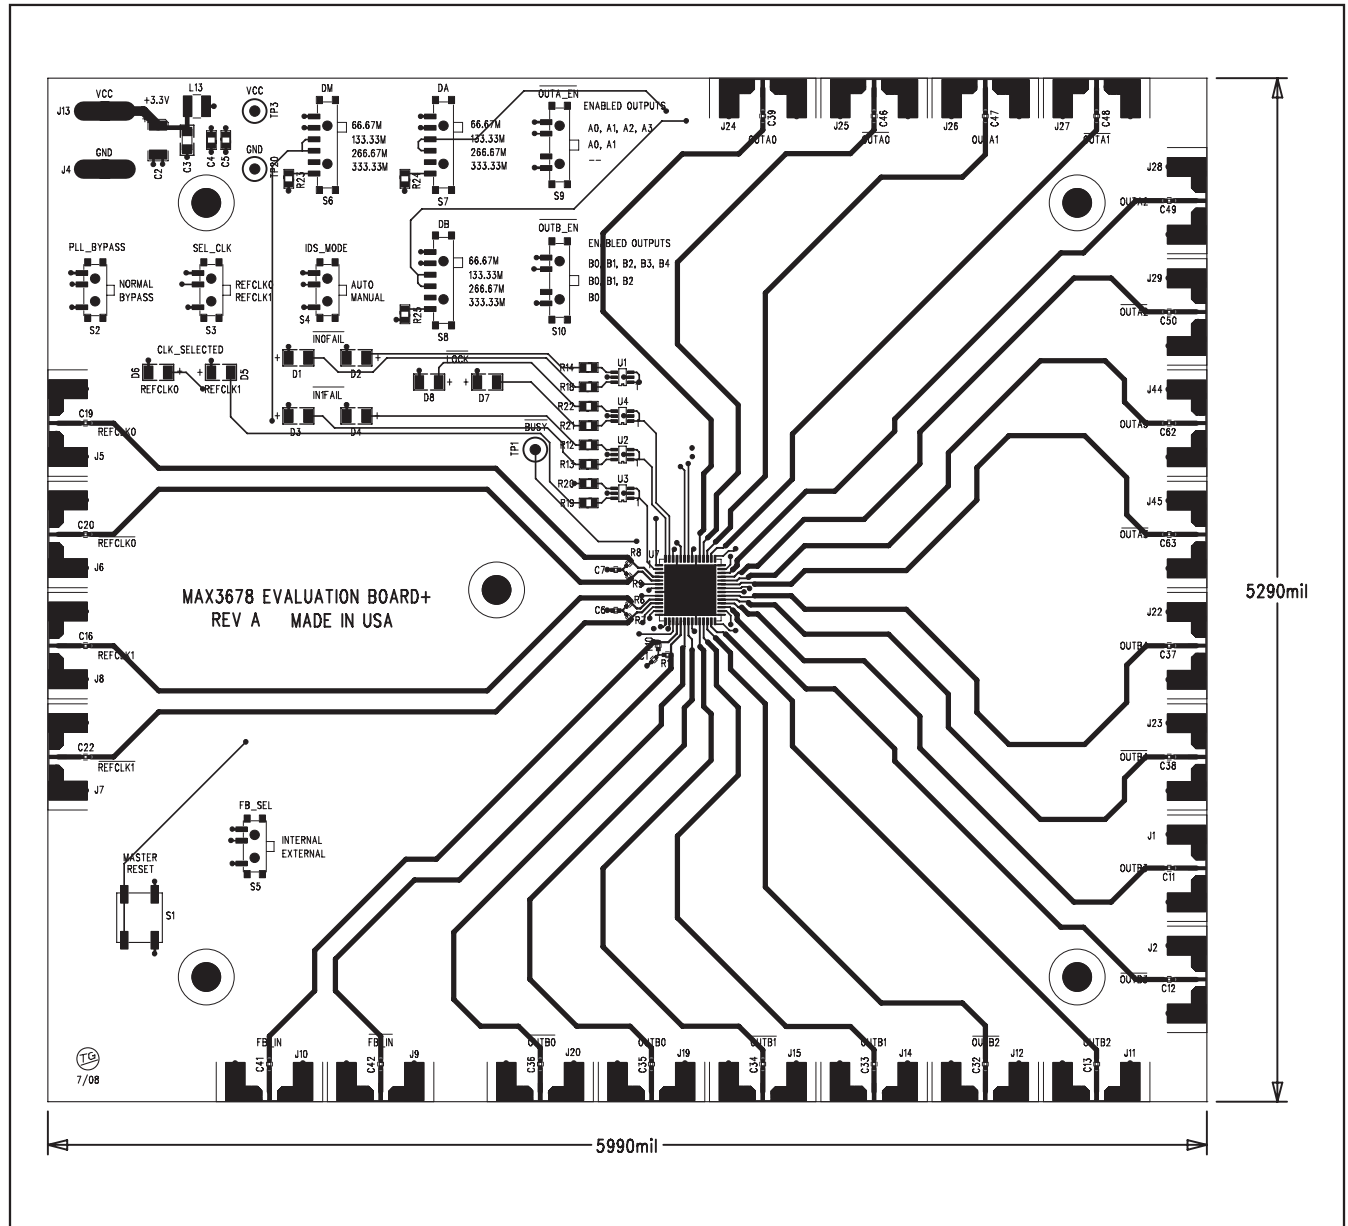 VCC
J13
+3.3V
GND
J4
C2
C3
L13
C4
C5
VCC
TP3
GND
TP20
R23
DM
66.67M
133.33M
266.67M
333.33M
S6
R24
DA
66.67M
133.33M
266.67M
333.33M
S7
OUTA_EN
ENABLED OUTPUTS
A0, A1, A2, A3
A0, A1
--
S9
J24
C39
OUTA0
J25
C46
OUTA0
J26
C47
OUTA1
J27
C48
OUTA1
J28
OUTA2
C49
J29
OUTA2
C50
J44
C62
J45
C63
J22
C37
J23
C38
J1
OUTB3
C11
J2
OUTB3
C12
PLL_BYPASS
NORMAL
BYPASS
S2
SEL_CLK
REFCLK0
REFCLK1
S3
IDS_MODE
AUTO
MANUAL
S4
DB
66.67M
133.33M
266.67M
333.33M
R25
S8
OUTB_EN
ENABLED OUTPUTS
B0, B1, B2, B3, B4
B0, B1, B2
B0
S10
CLK_SELECTED
D6
+
+
D5
REFCLK0
REFCLK1
IN0FAIL
+
D1
D2
+
LOCK
D8
+
+
D7
IN1FAIL
+
D3
D4
+
BUSY
TP1
R14
U1
R18
R22
U4
R21
R12
U2
R13
R20
U3
R19
C19
REFCLK0
J5
C20
REFCLK0
J6
C16
REFCLK1
J8
C22
REFCLK1
J7
R8
U7
C7
R9
R6
C6
R7
MAX3678 EVALUATION BOARD+
REV A MADE IN USA
5290mil
FB_SEL
INTERNAL
EXTERNAL
S5
MASTER
RESET
S1
TG
7/08
FB_IN
C41
J10
FB_IN
C42
J9
OUTB0
C36
J20
OUTB0
C35
J19
OUTB1
C34
J15
OUTB1
C33
J14
OUTB2
C32
J12
OUTB2
C13
J11
5990mil